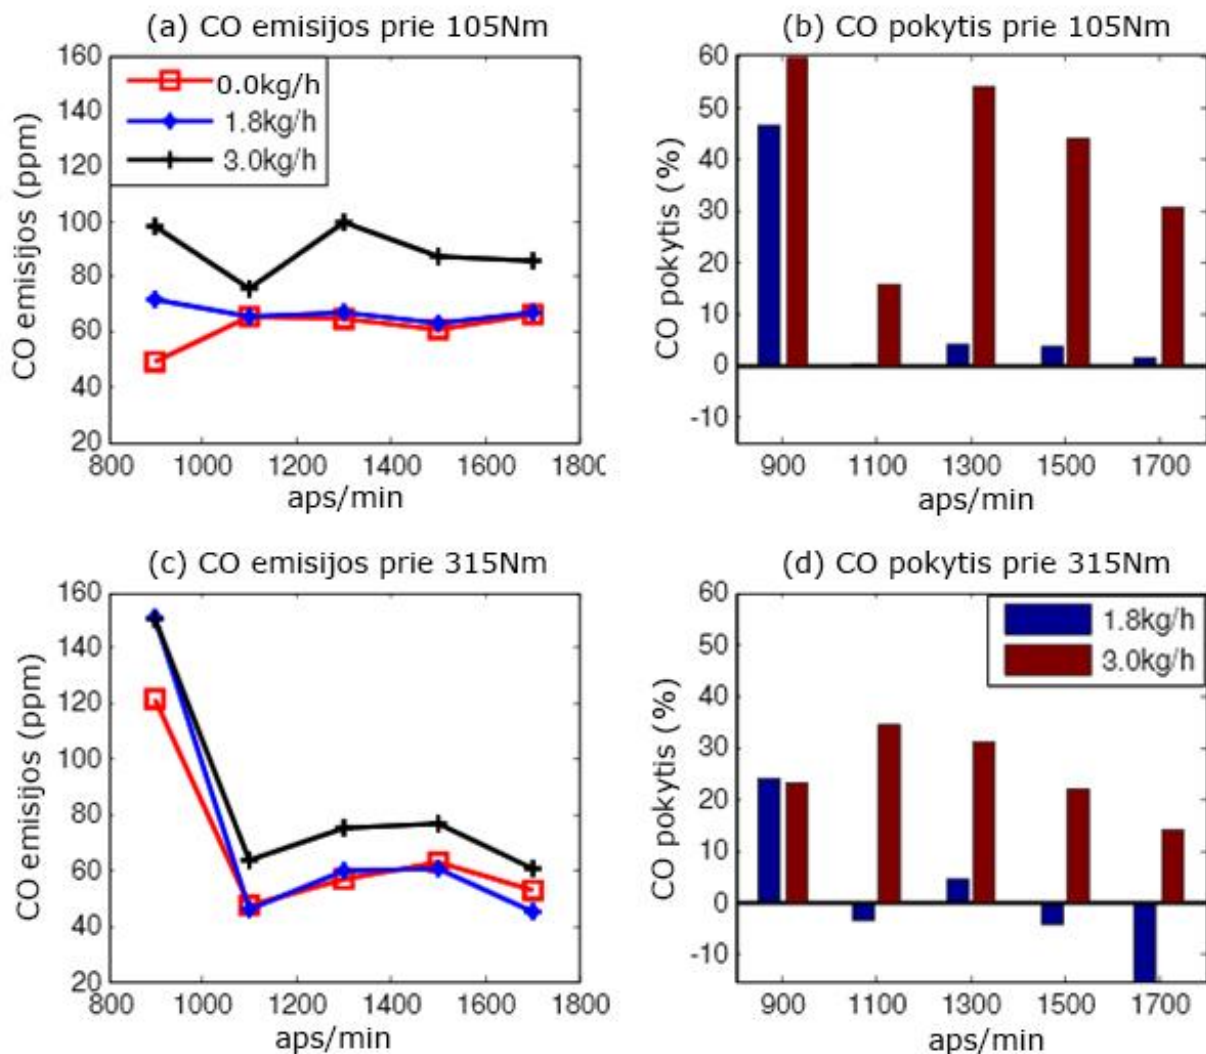 (a) CO emisijos prie 105Nm
CO emisijos (ppm)
160
140
120
100
80
60
40
20
0.0kg/h
1.8kg/h
3.0kg/h
800 1000 1200 1400 1600 1800
aps/min
(b) CO pokytis prie 105Nm
CO pokytis (%)
60
50
40
30
20
10
0
-10
900 1100 1300 1500 1700
aps/min
(c) CO emisijos prie 315Nm
CO emisijos (ppm)
160
140
120
100
80
60
40
20
800 1000 1200 1400 1600 1800
aps/min
(d) CO pokytis prie 315Nm
CO pokytis (%)
60
50
40
30
20
10
0
-10
1.8kg/h
3.0kg/h
900 1100 1300 1500 1700
aps/min